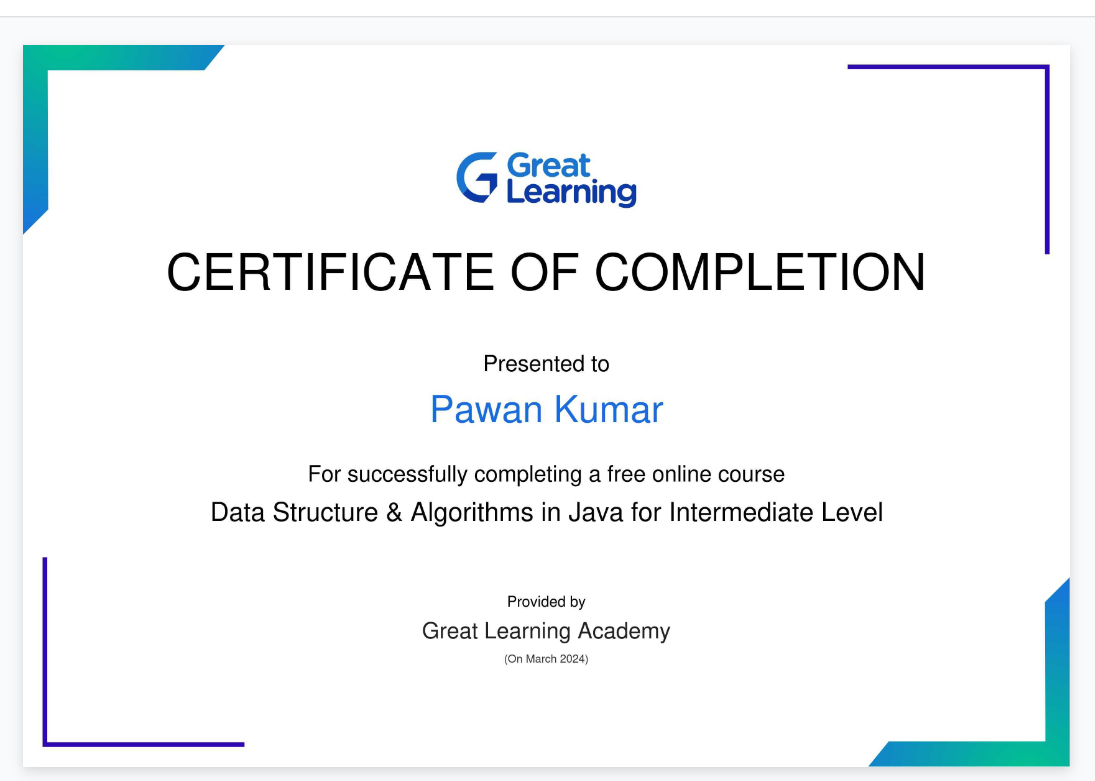 Great
Learning
CERTIFICATE OF COMPLETION
Presented to
Pawan Kumar
For successfully completing a free online course
Data Structure & Algorithms in Java for Intermediate Level
Provided by
Great Learning Academy
(On March 2024)